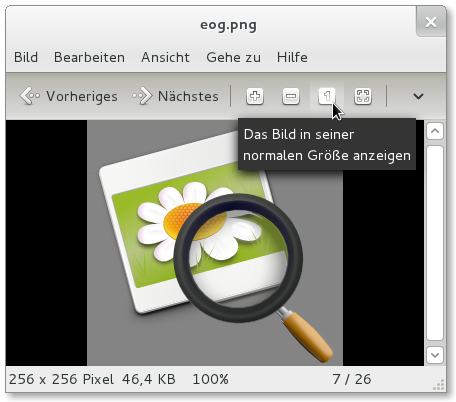 eog.png
Bild Bearbeiten Ansicht Gehe zu Hilfe
Vorheriges Nächstes 1
Das Bild in seiner
normalen Größe anzeigen
256 x 256 Pixel 46,4 KB 100% 7 / 26